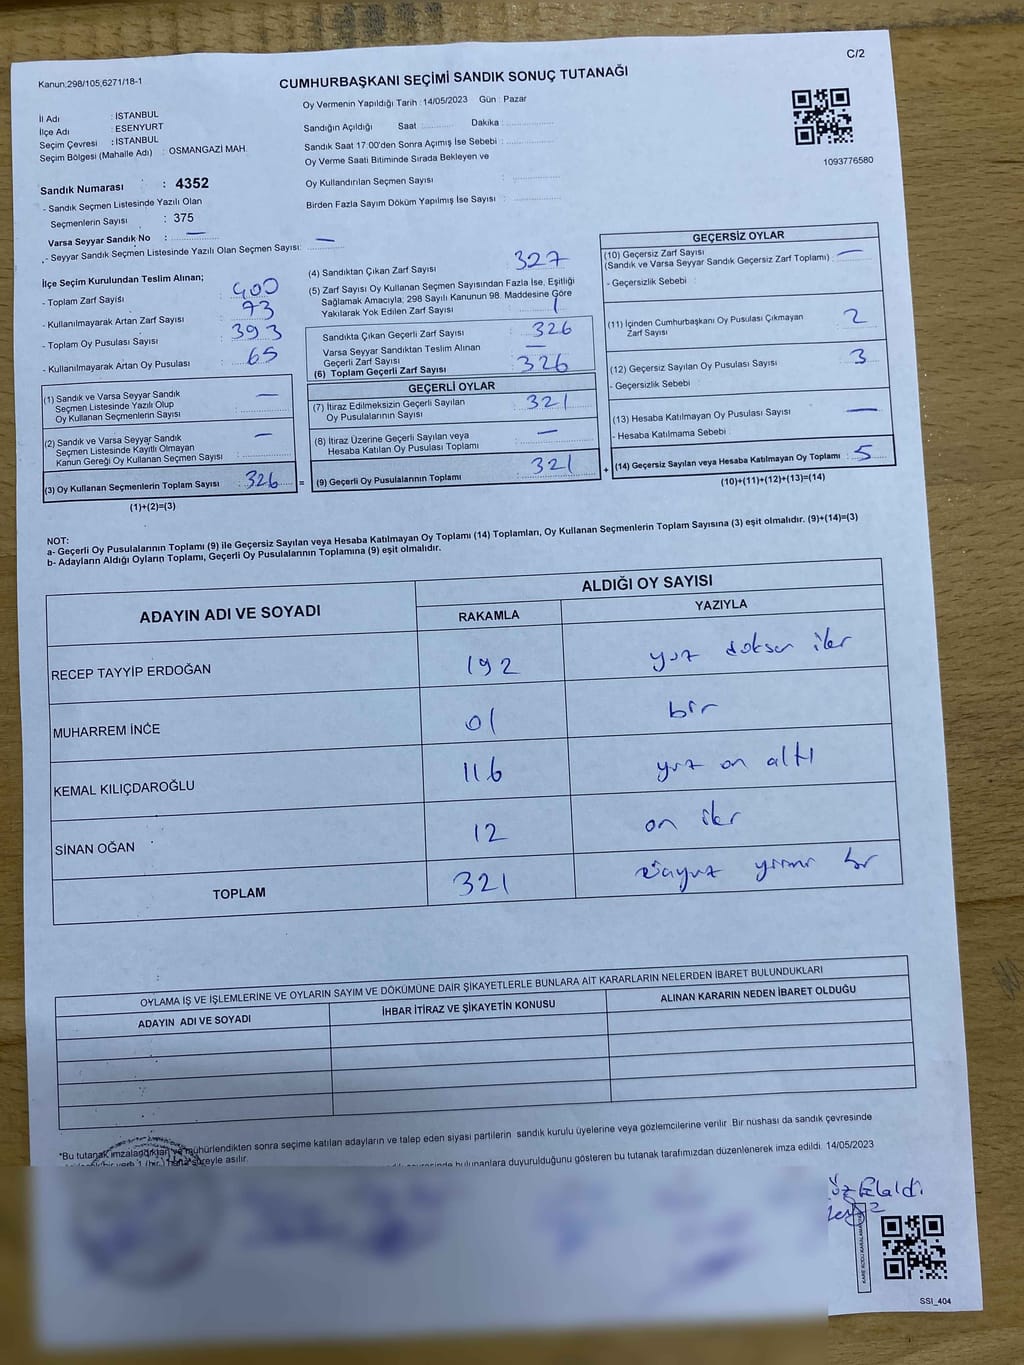 C/2
Kanun:298/105,6271/18-1
CUMHURBAŞKANI SEÇİMİ SANDIK SONUÇ TUTANAĞI
Oy Vermenin Yapıldığı Tarih : 14/05/2023 Gün : Pazar
İl Adı : İSTANBUL
İlçe Adı : ESENYURT
Seçim Çevresi : İSTANBUL
Seçim Bölgesi (Mahalle Adı) : OSMANGAZİ MAH.
Sandığın Açıldığı Saat : Dakika :
Sandık Saat 17:00'den Sonra Açımış İse Sebebi :
Oy Verme Saati Bitiminde Sırada Bekleyen ve
Oy Kullandırılan Seçmen Sayısı :
Birden Fazla Sayım Döküm Yapılmış İse Sayısı :
1093776580
Sandık Numarası : 4352
- Sandık Seçmen Listesinde Yazılı Olan
Seçmenlerin Sayısı : 375
Varsa Seyyar Sandık No : —
- Seyyar Sandık Seçmen Listesinde Yazılı Olan Seçmen Sayısı: —
İlçe Seçim Kurulundan Teslim Alınan;
- Toplam Zarf Sayısı : 400
- Kullanılmayarak Artan Zarf Sayısı : 73
- Toplam Oy Pusulası Sayısı : 393
- Kullanılmayarak Artan Oy Pusulası : 65
(1) Sandık ve Varsa Seyyar Sandık
Seçmen Listesinde Yazılı Olup
Oy Kullanan Seçmenlerin Sayısı : —
(2) Sandık ve Varsa Seyyar Sandık
Seçmen Listesinde Kayıtlı Olmayan
Kanun Gereği Oy Kullanan Seçmen Sayısı : —
(3) Oy Kullanan Seçmenlerin Toplam Sayısı : 326 =
(1)+(2)=(3)
(4) Sandıktan Çıkan Zarf Sayısı : 327
(5) Zarf Sayısı Oy Kullanan Seçmen Sayısından Fazla İse, Eşitliği
Sağlamak Amacıyla; 298 Sayılı Kanunun 98. Maddesine Göre
Yakılarak Yok Edilen Zarf Sayısı : 1
Sandıkta Çıkan Geçerli Zarf Sayısı : 326
Varsa Seyyar Sandıktan Teslim Alınan
Geçerli Zarf Sayısı : —
(6) Toplam Geçerli Zarf Sayısı : 326
GEÇERLİ OYLAR
(7) İtiraz Edilmeksizin Geçerli Sayılan
Oy Pusulalarının Sayısı : 321
(8) İtiraz Üzerine Geçerli Sayılan veya
Hesaba Katılan Oy Pusulası Toplamı : —
(9) Geçerli Oy Pusulalarının Toplamı : 321 +
GEÇERSİZ OYLAR
(10) Geçersiz Zarf Sayısı
(Sandık ve Varsa Seyyar Sandık Geçersiz Zarf Toplamı) : —
- Geçersizlik Sebebi :
(11) İçinden Cumhurbaşkanı Oy Pusulası Çıkmayan
Zarf Sayısı : 2
(12) Geçersiz Sayılan Oy Pusulası Sayısı : 3
- Geçersizlik Sebebi :
(13) Hesaba Katılmayan Oy Pusulası Sayısı : —
- Hesaba Katılmama Sebebi :
(14) Geçersiz Sayılan veya Hesaba Katılmayan Oy Toplamı : 5
(10)+(11)+(12)+(13)=(14)
NOT:
a- Geçerli Oy Pusulalarının Toplamı (9) ile Geçersiz Sayılan veya Hesaba Katılmayan Oy Toplamı (14) Toplamları, Oy Kullanan Seçmenlerin Toplam Sayısına (3) eşit olmalıdır. (9)+(14)=(3)
b- Adayların Aldığı Oyların Toplamı, Geçerli Oy Pusulalarının Toplamına (9) eşit olmalıdır.
ADAYIN ADI VE SOYADI
ALDIĞI OY SAYISI
RAKAMLA YAZIYLA
RECEP TAYYİP ERDOĞAN 192 yüz doksan iki
MUHARREM İNCE 01 bir
KEMAL KILIÇDAROĞLU 116 yüz on altı
SİNAN OĞAN 12 on iki
TOPLAM 321 üçyüz yirmi bir
OYLAMA İŞ VE İŞLEMLERİNE VE OYLARIN SAYIM VE DÖKÜMÜNE DAİR ŞİKAYETLERLE BUNLARA AİT KARARLARIN NELERDEN İBARET BULUNDUKLARI
ADAYIN ADI VE SOYADI İHBAR İTİRAZ VE ŞİKAYETİN KONUSU ALINAN KARARIN NEDEN İBARET OLDUĞU
*Bu tutanak imzalandıktan ve mühürlendikten sonra seçime katılan adayların ve talep eden siyasi partilerin sandık kurulu üyelerine veya gözlemcilerine verilir. Bir nüshası da sandık çevresinde
süreyle asılır.
bulunanlara duyurulduğunu gösteren bu tutanak tarafımızdan düzenlenerek imza edildi. 14/05/2023
SSI_404